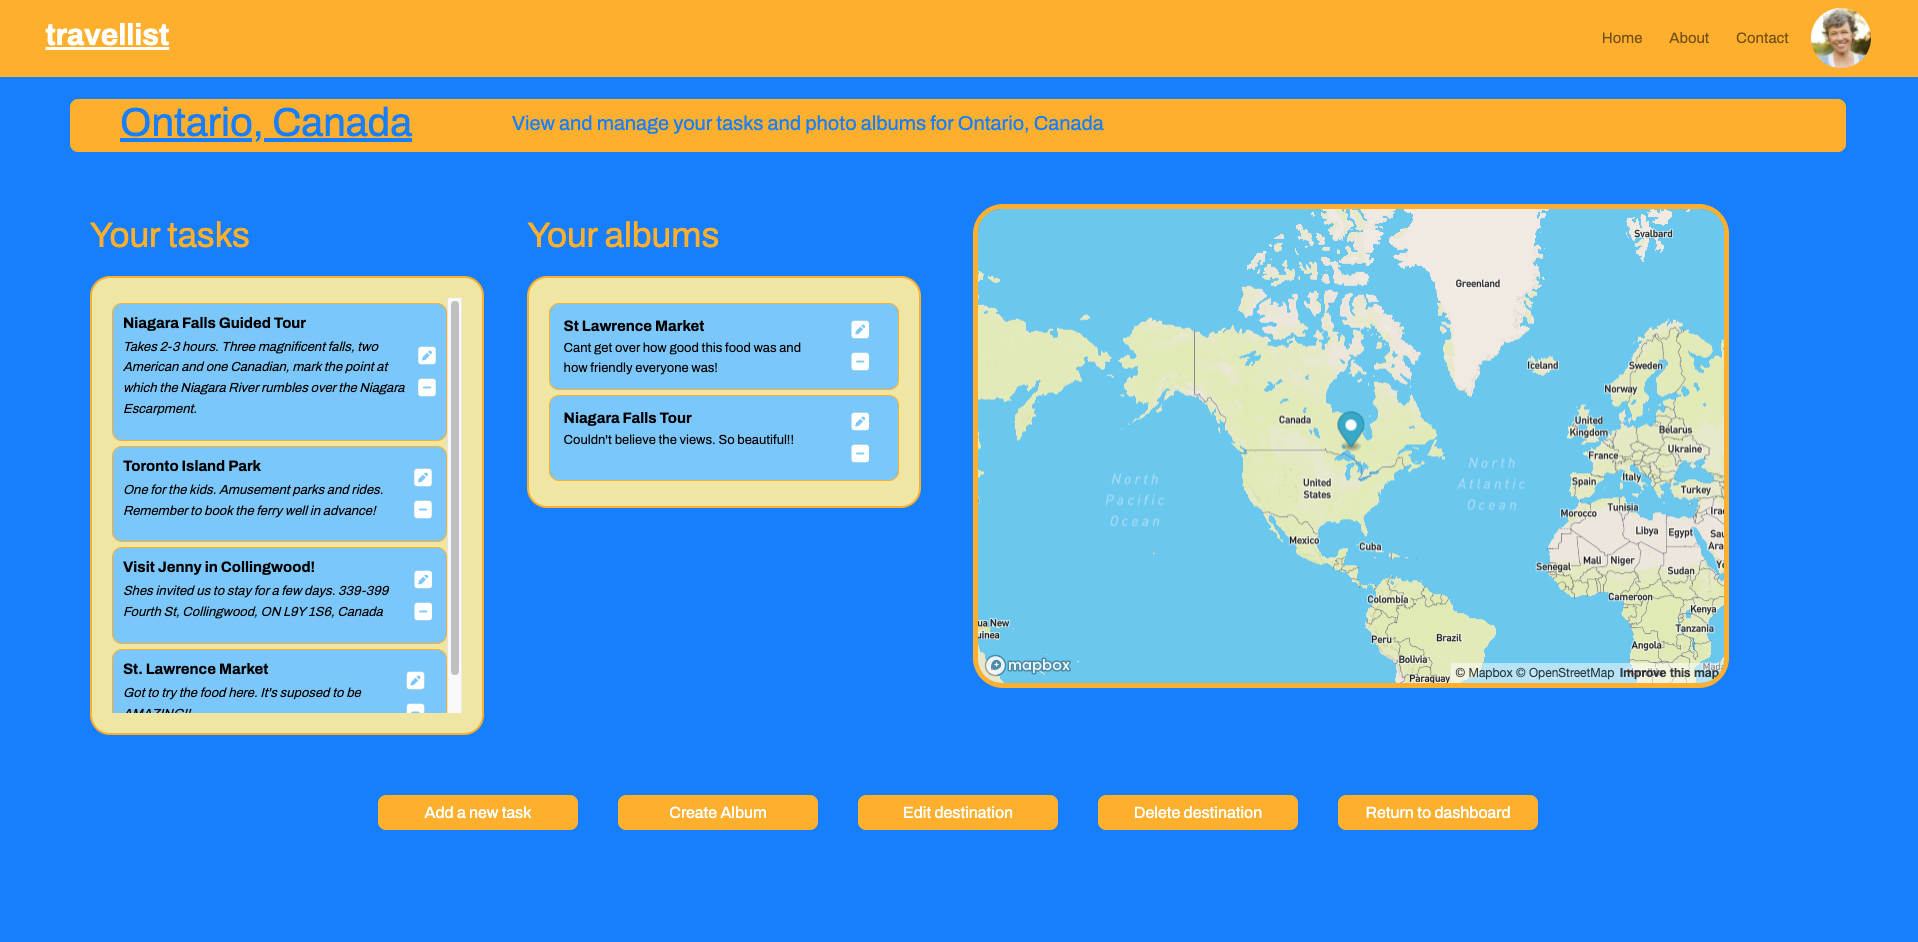 travellist
Home About Contact
Ontario, Canada
View and manage your tasks and photo albums for Ontario, Canada
Your tasks
Niagara Falls Guided Tour
Takes 2-3 hours. Three magnificent falls, two
American and one Canadian, mark the point at
which the Niagara River rumbles over the Niagara
Escarpment.
Toronto Island Park
One for the kids. Amusement parks and rides.
Remember to book the ferry well in advance!
Visit Jenny in Collingwood!
Shes invited us to stay for a few days. 339-399
Fourth St, Collingwood, ON L9Y 1S6, Canada
St. Lawrence Market
Got to try the food here. It's suposed to be
AMAZING!!
Your albums
St Lawrence Market
Cant get over how good this food was and
how friendly everyone was!
Niagara Falls Tour
Couldn't believe the views. So beautiful!!
Svalbard
Greenland
Iceland
Sweden
Norway
Canada
United
Kingdom
Belarus
Ukraine
France
North
Pacific
Ocean
United
States
North
Atlantic
Ocean
Spain
Italy
Turkey
Morocco
Tunisia
Mexico
Cuba
Libya
Egypt
Mali
Niger
Senegal
Sudan
Colombia
Cameroon
Kenya
Tanzania
Peru
Brazil
Angola
Bolivia
Paraguay
mapbox
© Mapbox © OpenStreetMap Improve this map
Add a new task
Create Album
Edit destination
Delete destination
Return to dashboard